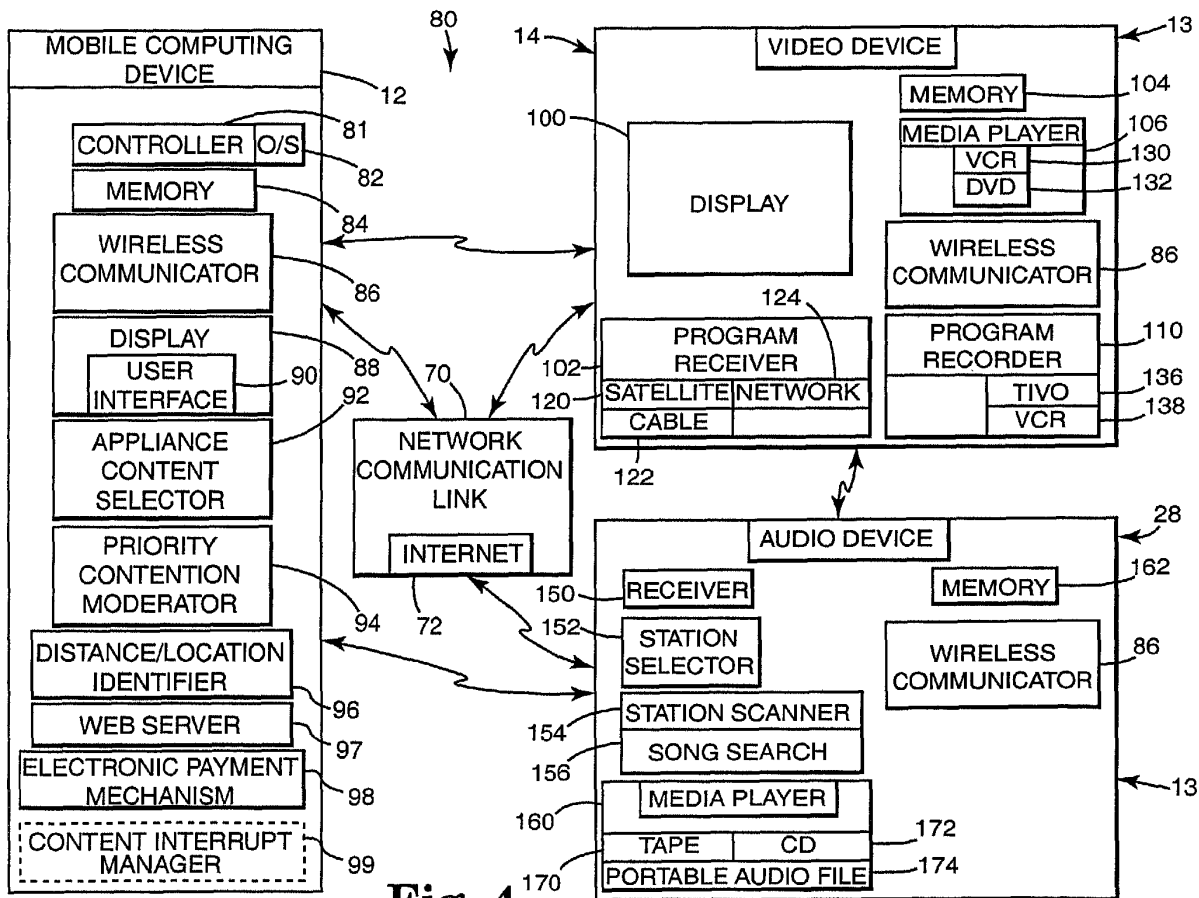 80
MOBILE COMPUTING
DEVICE
12
CONTROLLER
O/S
81
82
MEMORY
84
WIRELESS
COMMUNICATOR
86
DISPLAY
88
USER
INTERFACE
90
APPLIANCE
CONTENT
SELECTOR
92
PRIORITY
CONTENTION
MODERATOR
94
DISTANCE/LOCATION
IDENTIFIER
96
WEB SERVER
97
ELECTRONIC PAYMENT
MECHANISM
98
CONTENT INTERRUPT
MANAGER
99
70
NETWORK
COMMUNICATION
LINK
INTERNET
72
14
VIDEO DEVICE
13
MEMORY
104
100
DISPLAY
MEDIA PLAYER
106
VCR
130
DVD
132
WIRELESS
COMMUNICATOR
86
124
PROGRAM
RECEIVER
102
SATELLITE
NETWORK
120
CABLE
122
PROGRAM
RECORDER
110
TIVO
136
VCR
138
AUDIO DEVICE
28
150
RECEIVER
MEMORY
162
152
STATION
SELECTOR
WIRELESS
COMMUNICATOR
86
154
STATION SCANNER
156
SONG SEARCH
160
MEDIA PLAYER
13
TAPE
CD
172
170
PORTABLE AUDIO FILE
174
Fig. 4